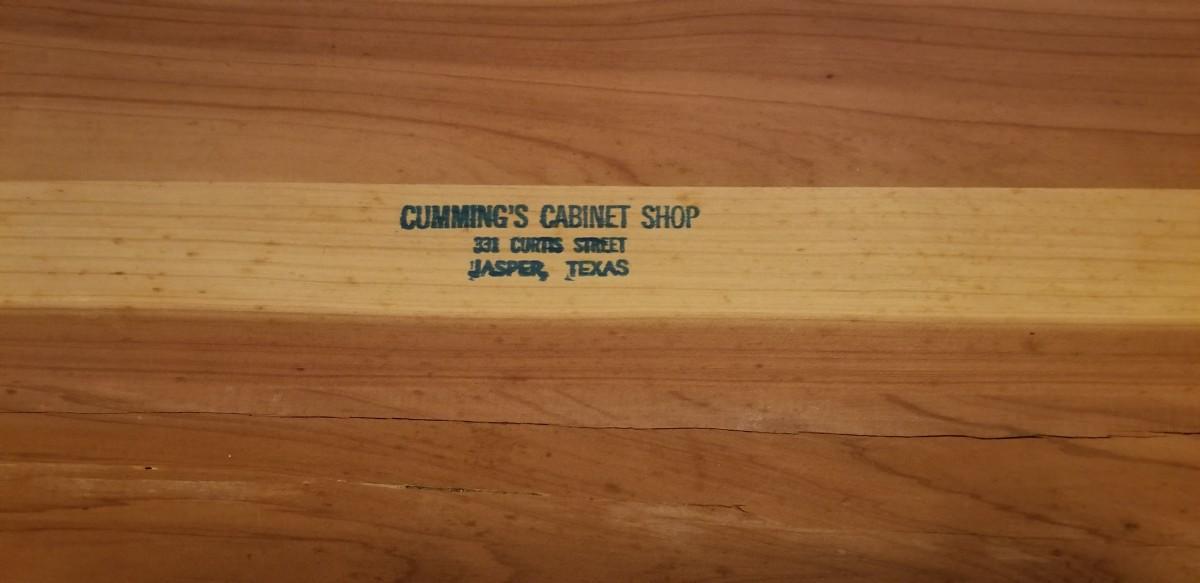 CUMMING'S CABINET SHOP
331 CURTIS STREET
JASPER, TEXAS